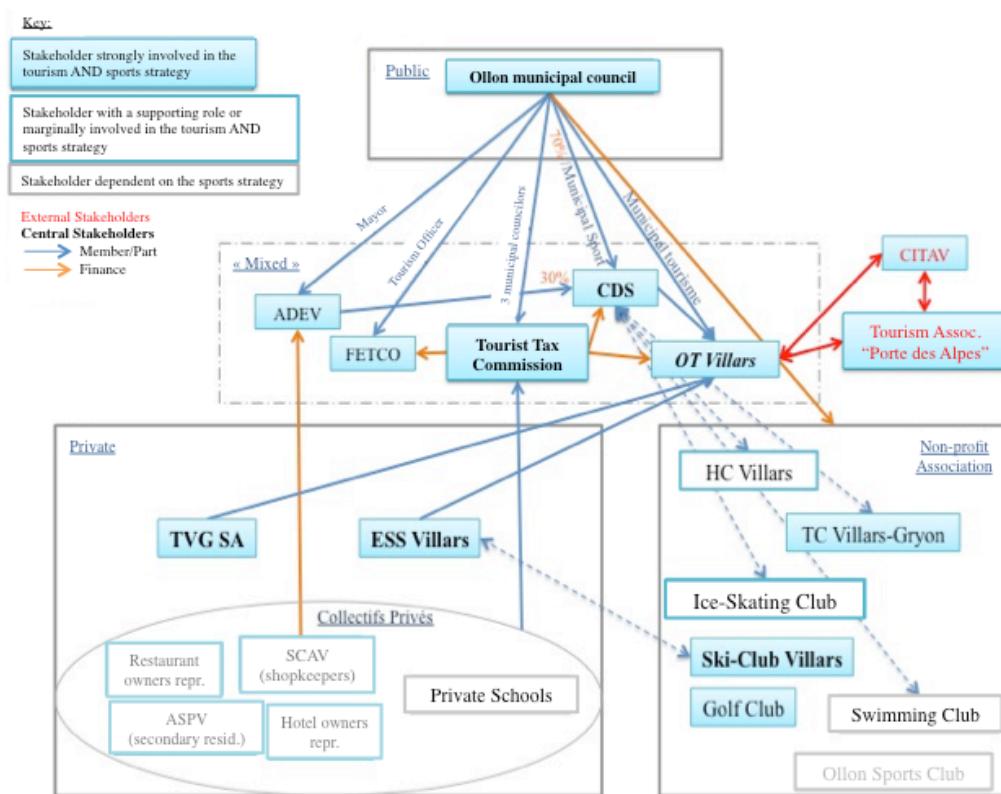 Key:
Stakeholder strongly involved in the
tourism AND sports strategy
Stakeholder with a supporting role or
marginally involved in the tourism AND
sports strategy
Stakeholder dependent on the sports strategy
External Stakeholders
Central Stakeholders
Member/Part
Finance
Public
Ollon municipal council
Mayor
Tourism Officer
3 municipal councilors
70% /Municipal Sport
Municipal tourisme
« Mixed »
30%
ADEV
CDS
FETCO
Tourist Tax
Commission
OT Villars
CITAV
Tourism Assoc.
“Porte des Alpes”
Private
TVG SA
ESS Villars
Collectifs Privés
Restaurant
owners repr.
SCAV
(shopkeepers)
ASPV
(secondary resid.)
Hotel owners
repr.
Private Schools
Non-profit
Association
HC Villars
TC Villars-Gryon
Ice-Skating Club
Ski-Club Villars
Golf Club
Swimming Club
Ollon Sports Club